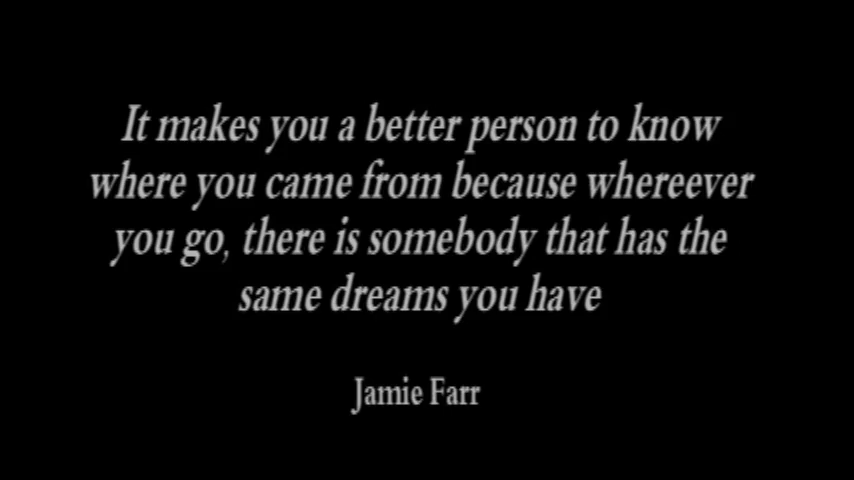 It makes you a better person to know
where you came from because whereever
you go, there is somebody that has the
same dreams you have
Jamie Farr